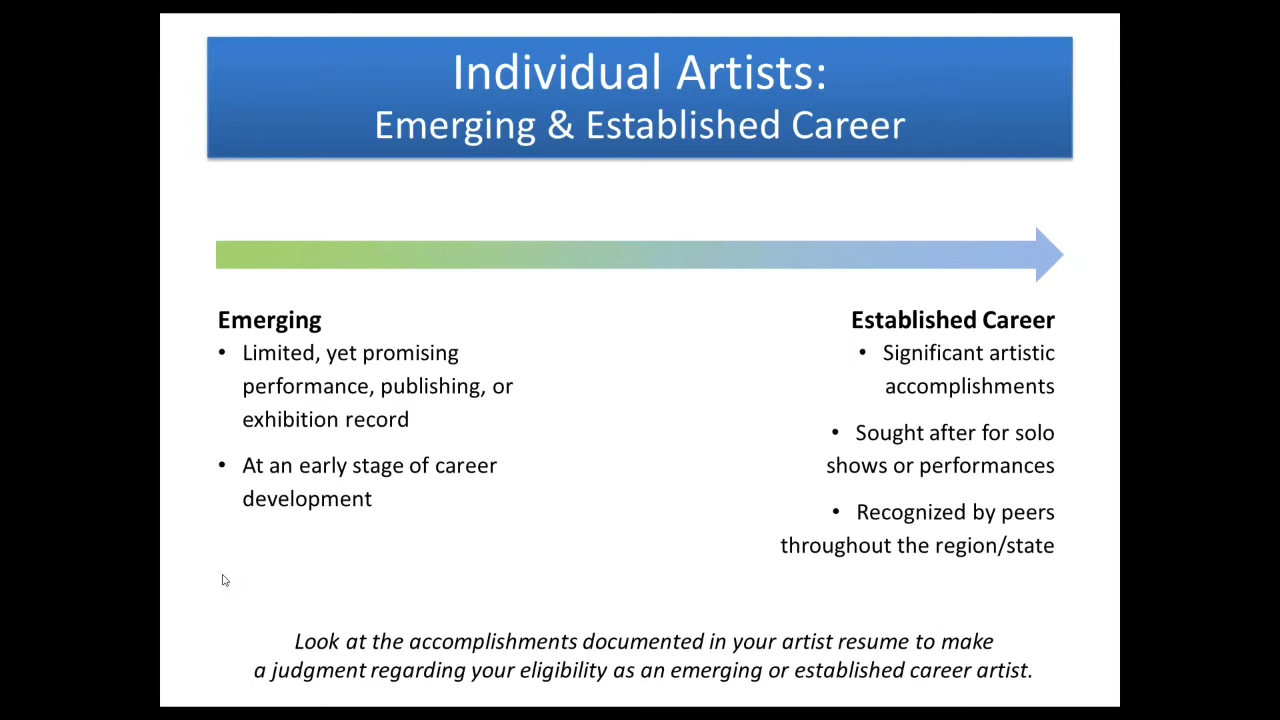 Individual Artists:
Emerging & Established Career
Emerging
• Limited, yet promising
performance, publishing, or
exhibition record
• At an early stage of career
development
Established Career
• Significant artistic
accomplishments
• Sought after for solo
shows or performances
• Recognized by peers
throughout the region/state
Look at the accomplishments documented in your artist resume to make
a judgment regarding your eligibility as an emerging or established career artist.